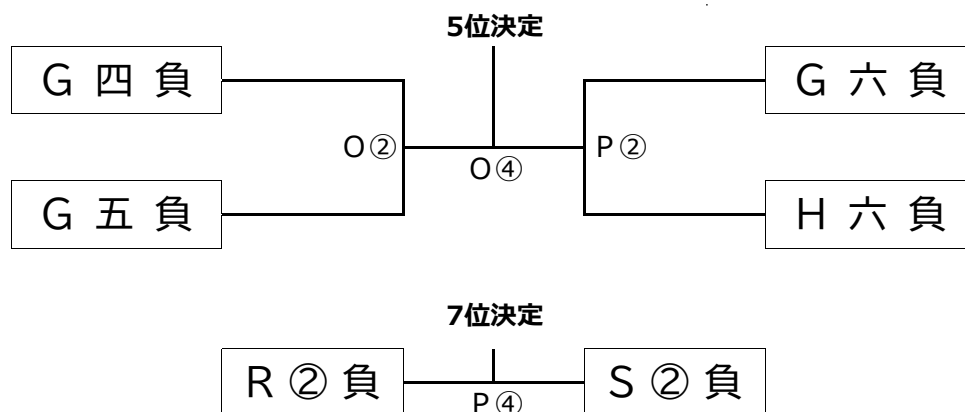 5位決定
G 四 負
G 六 負
O②
O④
P②
G 五 負
H 六 負
7位決定
R ② 負
S ② 負
P④